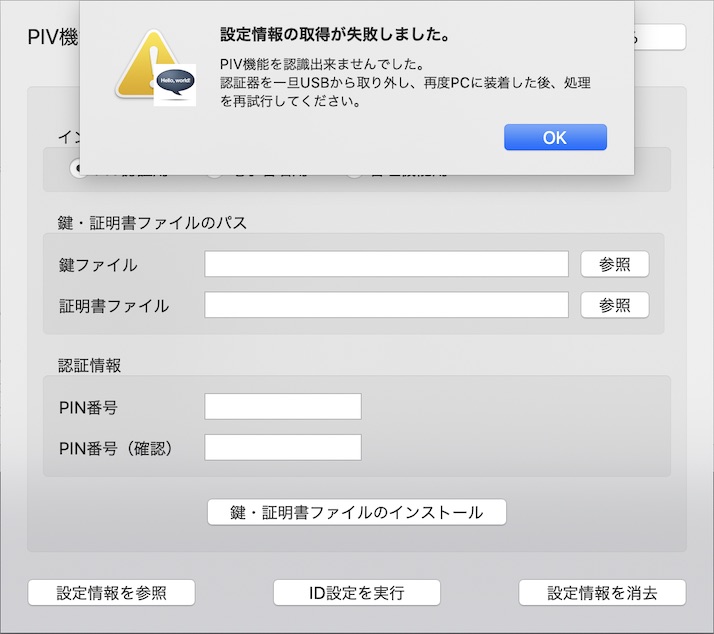 PIV機
設定情報の取得が失敗しました。
PIV機能を認識出来ませんでした。
認証器を一旦USBから取り外し、再度PCに装着した後、処理
を再試行してください。
Hello, world!
OK
鍵・証明書ファイルのパス
鍵ファイル
参照
証明書ファイル
参照
認証情報
PIN番号
PIN番号（確認）
鍵・証明書ファイルのインストール
設定情報を参照
ID設定を実行
設定情報を消去